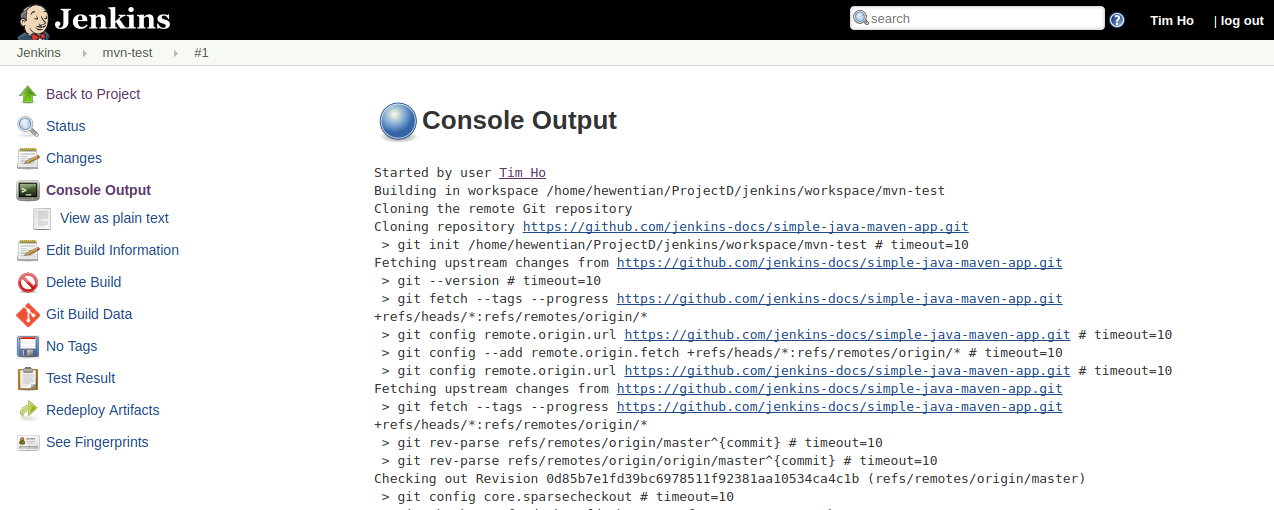 Jenkins
search
Tim Ho
| log out
Jenkins
mvn-test
#1
Back to Project
Status
Changes
Console Output
View as plain text
Edit Build Information
Delete Build
Git Build Data
No Tags
Test Result
Redeploy Artifacts
See Fingerprints
Console Output
Started by user Tim Ho
Building in workspace /home/hewentian/ProjectD/jenkins/workspace/mvn-test
Cloning the remote Git repository
Cloning repository https://github.com/jenkins-docs/simple-java-maven-app.git
> git init /home/hewentian/ProjectD/jenkins/workspace/mvn-test # timeout=10
Fetching upstream changes from https://github.com/jenkins-docs/simple-java-maven-app.git
> git --version # timeout=10
> git fetch --tags --progress https://github.com/jenkins-docs/simple-java-maven-app.git
+refs/heads/*:refs/remotes/origin/*
> git config remote.origin.url https://github.com/jenkins-docs/simple-java-maven-app.git # timeout=10
> git config --add remote.origin.fetch +refs/heads/*:refs/remotes/origin/* # timeout=10
> git config remote.origin.url https://github.com/jenkins-docs/simple-java-maven-app.git # timeout=10
Fetching upstream changes from https://github.com/jenkins-docs/simple-java-maven-app.git
> git fetch --tags --progress https://github.com/jenkins-docs/simple-java-maven-app.git
+refs/heads/*:refs/remotes/origin/*
> git rev-parse refs/remotes/origin/master^{commit} # timeout=10
> git rev-parse refs/remotes/origin/origin/master^{commit} # timeout=10
Checking out Revision 0d85b7e1fd39bc6978511f92381aa10534ca4c1b (refs/remotes/origin/master)
> git config core.sparsecheckout # timeout=10